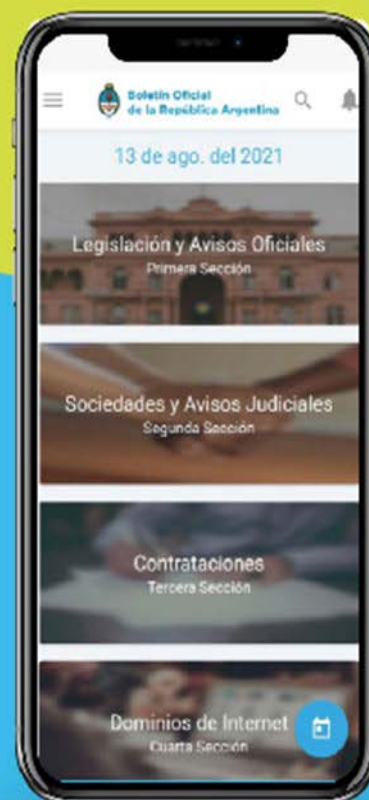 Boletín Oficial
de la República Argentina
13 de ago. del 2021
Legislación y Avisos Oficiales
Primera Sección
Sociedades y Avisos Judiciales
Segunda Sección
Contrataciones
Tercera Sección
Dominios de Internet
Cuarta Sección